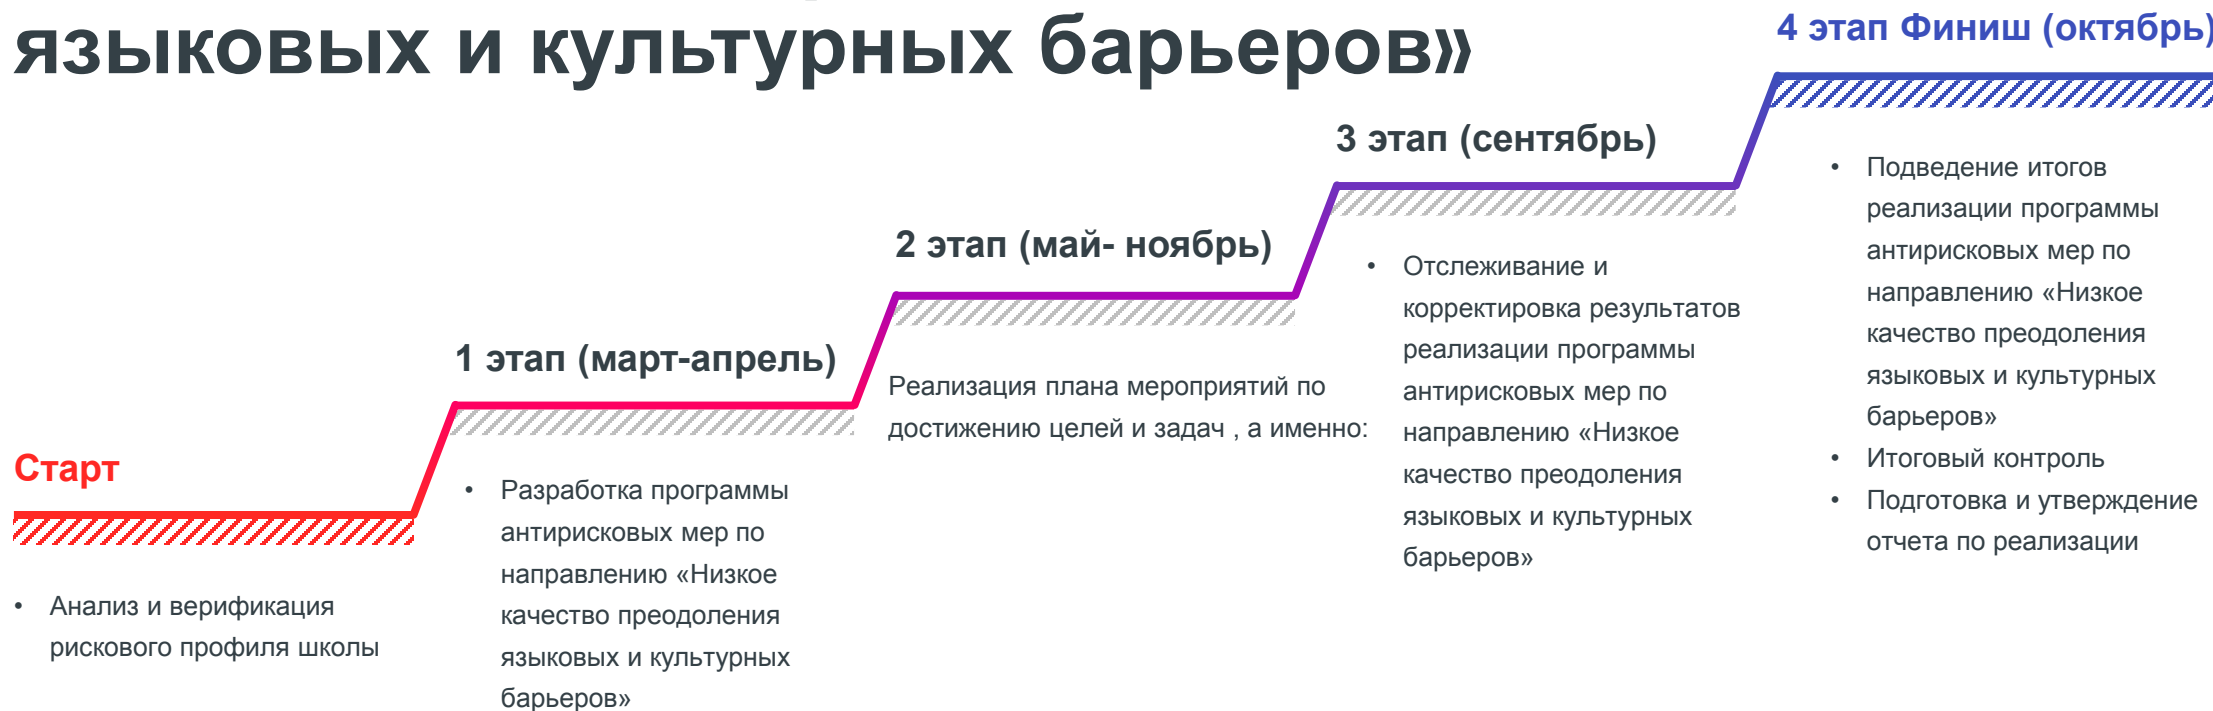 языковых и культурных барьеров»
Старт
• Анализ и верификация
рискового профиля школы
1 этап (март-апрель)
• Разработка программы
антирисковых мер по
направлению «Низкое
качество преодоления
языковых и культурных
барьеров»
2 этап (май- ноябрь)
Реализация плана мероприятий по
достижению целей и задач , а именно:
3 этап (сентябрь)
• Отслеживание и
корректировка результатов
реализации программы
антирисковых мер по
направлению «Низкое
качество преодоления
языковых и культурных
барьеров»
4 этап Финиш (октябрь)
• Подведение итогов
реализации программы
антирисковых мер по
направлению «Низкое
качество преодоления
языковых и культурных
барьеров»
• Итоговый контроль
• Подготовка и утверждение
отчета по реализации